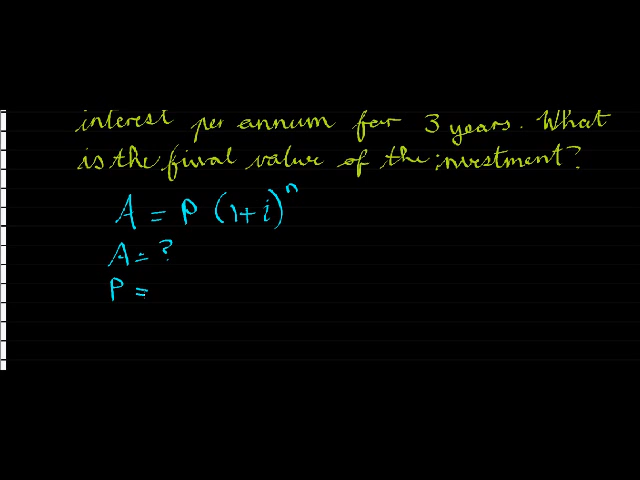 interest per annum for 3 years. What
is the final value of the investment?
A = P (1+i)^n
A = ?
P =